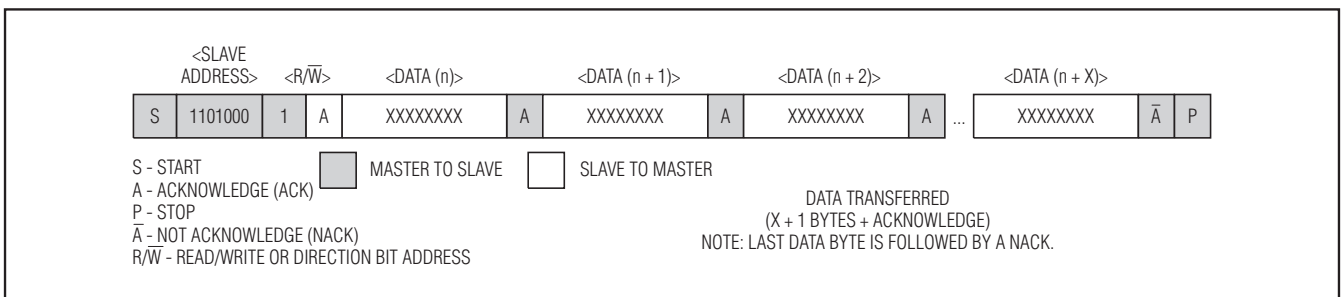 <SLAVE
ADDRESS> <R/W̅> <DATA (n)> <DATA (n + 1)> <DATA (n + 2)> <DATA (n + X)>
S 1101000 1 A XXXXXXXX A XXXXXXXX A XXXXXXXX A ... XXXXXXXX A̅ P
S - START
A - ACKNOWLEDGE (ACK)
P - STOP
A̅ - NOT ACKNOWLEDGE (NACK)
R/W̅ - READ/WRITE OR DIRECTION BIT ADDRESS
MASTER TO SLAVE SLAVE TO MASTER
DATA TRANSFERRED
(X + 1 BYTES + ACKNOWLEDGE)
NOTE: LAST DATA BYTE IS FOLLOWED BY A NACK.